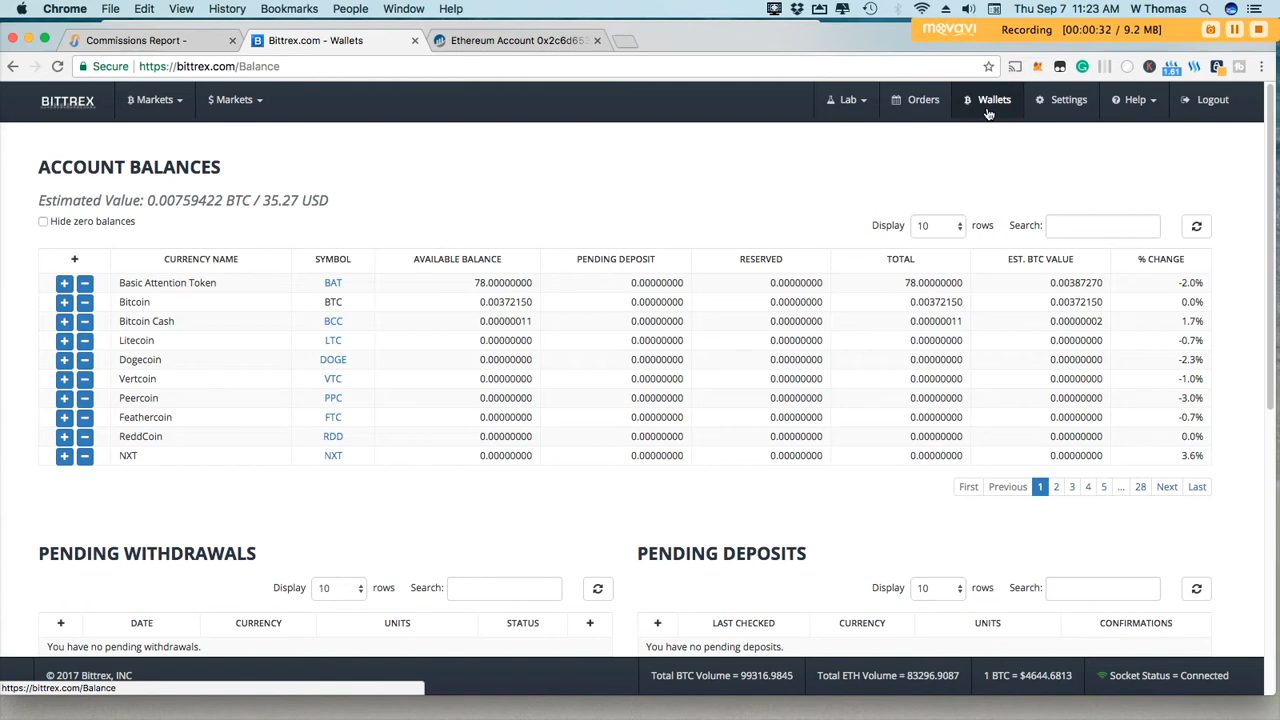 Chrome File Edit View History Bookmarks People Window Help Thu Sep 7 11:23 AM W Thomas
movavi Recording [00:00:32 / 9.2 MB]
Commissions Report - × Bittrex.com - Wallets × Ethereum Account 0x2c6d653 ×
Secure https://bittrex.com/Balance 1.61
BITTREX Ƀ Markets $ Markets Lab Orders Ƀ Wallets Settings Help Logout
ACCOUNT BALANCES
Estimated Value: 0.00759422 BTC / 35.27 USD
Hide zero balances
Display 10 rows Search:
+ CURRENCY NAME SYMBOL AVAILABLE BALANCE PENDING DEPOSIT RESERVED TOTAL EST. BTC VALUE % CHANGE
+ − Basic Attention Token BAT 78.00000000 0.00000000 0.00000000 78.00000000 0.00387270 -2.0%
+ − Bitcoin BTC 0.00372150 0.00000000 0.00000000 0.00372150 0.00372150 0.0%
+ − Bitcoin Cash BCC 0.00000011 0.00000000 0.00000000 0.00000011 0.00000002 1.7%
+ − Litecoin LTC 0.00000000 0.00000000 0.00000000 0.00000000 0.00000000 -0.7%
+ − Dogecoin DOGE 0.00000000 0.00000000 0.00000000 0.00000000 0.00000000 -2.3%
+ − Vertcoin VTC 0.00000000 0.00000000 0.00000000 0.00000000 0.00000000 -1.0%
+ − Peercoin PPC 0.00000000 0.00000000 0.00000000 0.00000000 0.00000000 -3.0%
+ − Feathercoin FTC 0.00000000 0.00000000 0.00000000 0.00000000 0.00000000 -0.7%
+ − ReddCoin RDD 0.00000000 0.00000000 0.00000000 0.00000000 0.00000000 0.0%
+ − NXT NXT 0.00000000 0.00000000 0.00000000 0.00000000 0.00000000 3.6%
First Previous 1 2 3 4 5 ... 28 Next Last
PENDING WITHDRAWALS
Display 10 rows Search:
+ DATE CURRENCY UNITS STATUS +
You have no pending withdrawals.
PENDING DEPOSITS
Display 10 rows Search:
+ LAST CHECKED CURRENCY UNITS CONFIRMATIONS
You have no pending deposits.
© 2017 Bittrex, INC Total BTC Volume = 99316.9845 Total ETH Volume = 83296.9087 1 BTC = $4644.6813 Socket Status = Connected
https://bittrex.com/Balance